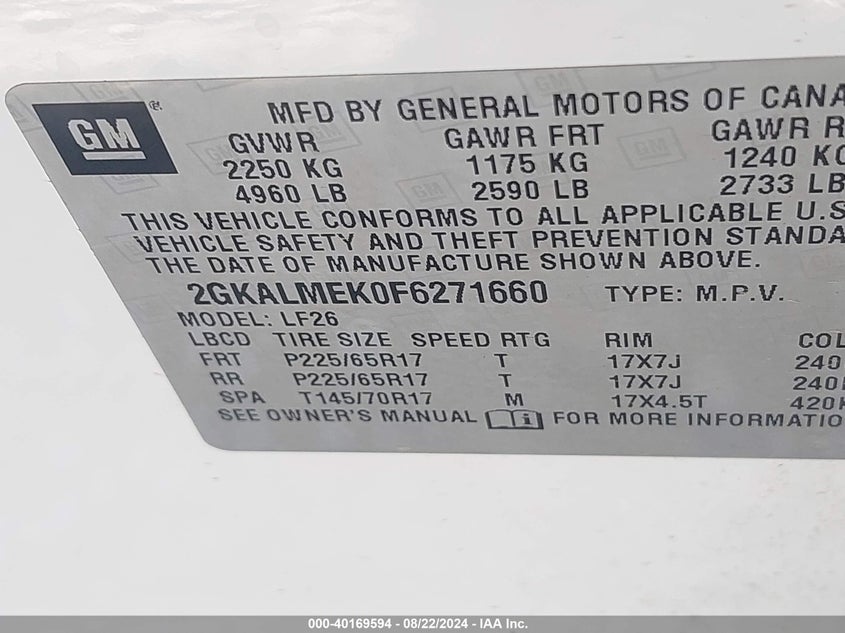 GM ®
MFD BY GENERAL MOTORS OF CANA
GVWR GAWR FRT GAWR R
2250 KG 1175 KG 1240 KG
4960 LB 2590 LB 2733 LB
THIS VEHICLE CONFORMS TO ALL APPLICABLE U.S
VEHICLE SAFETY AND THEFT PREVENTION STANDA
THE DATE OF MANUFACTURE SHOWN ABOVE.
2GKALMEK0F6271660 TYPE: M.P.V.
MODEL: LF26
LBCD TIRE SIZE SPEED RTG RIM COL
FRT P225/65R17 T 17X7J 240
RR P225/65R17 T 17X7J 240
SPA T145/70R17 M 17X4.5T 420
SEE OWNER'S MANUAL i FOR MORE INFORMATIO
000-40169594 - 08/22/2024 - IAA Inc.